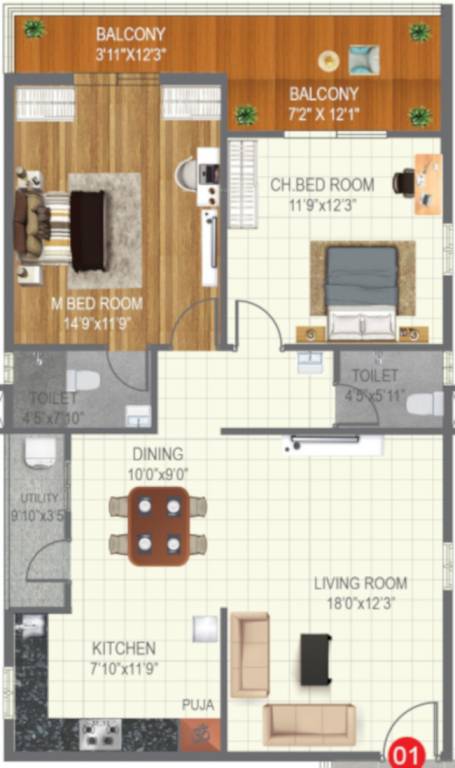 BALCONY
3'11"X12'3"
BALCONY
7'2" X 12'1"
CH.BED ROOM
11'9"x12'3"
M.BED ROOM
14'9"x11'9"
TOILET
4'5"x7'10"
TOILET
4'5"x5'11"
DINING
10'0"x9'0"
UTILITY
9'10"x3'5
LIVING ROOM
18'0"x12'3"
KITCHEN
7'10"x11'9"
PUJA
01